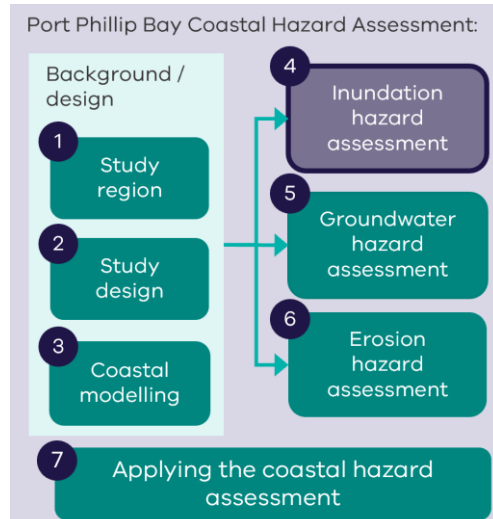 Port Phillip Bay Coastal Hazard Assessment:
Background /
design
1
Study
region
2
Study
design
3
Coastal
modelling
4
Inundation
hazard
assessment
5
Groundwater
hazard
assessment
6
Erosion
hazard
assessment
7
Applying the coastal hazard
assessment